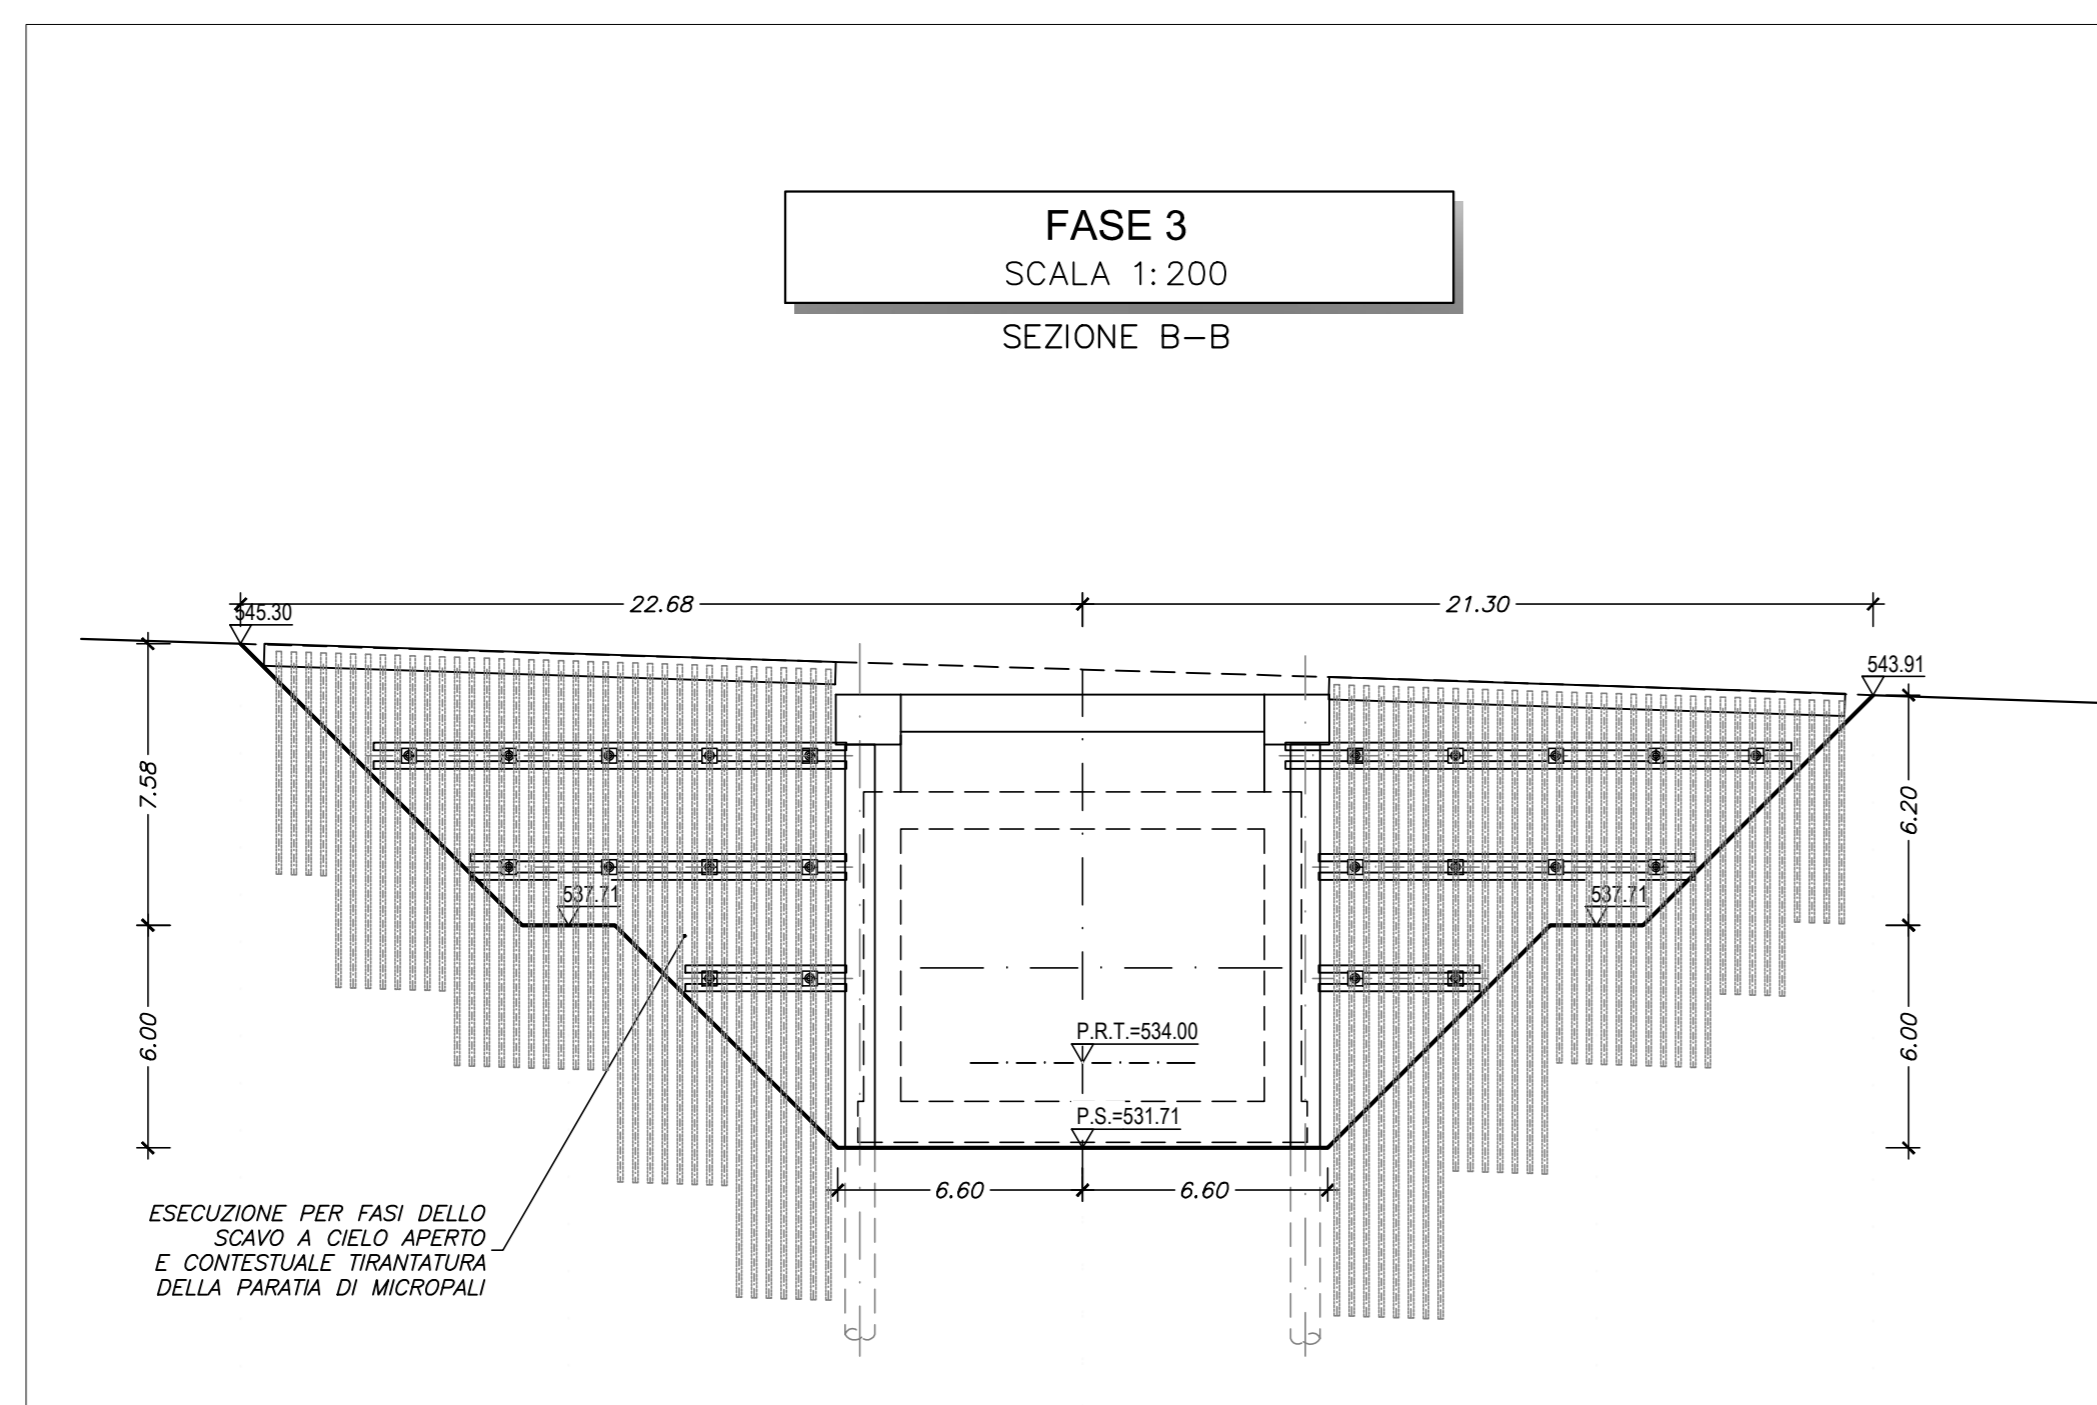 FASE 3
SCALA 1:200
SEZIONE B-B
22.68
21.30
545.30
543.91
7.58
6.20
537.71
537.71
6.00
6.00
P.R.T.=534.00
P.S.=531.71
6.60
6.60
ESECUZIONE PER FASI DELLO
SCAVO A CIELO APERTO
E CONTESTUALE TIRANTATURA
DELLA PARATIA DI MICROPALI